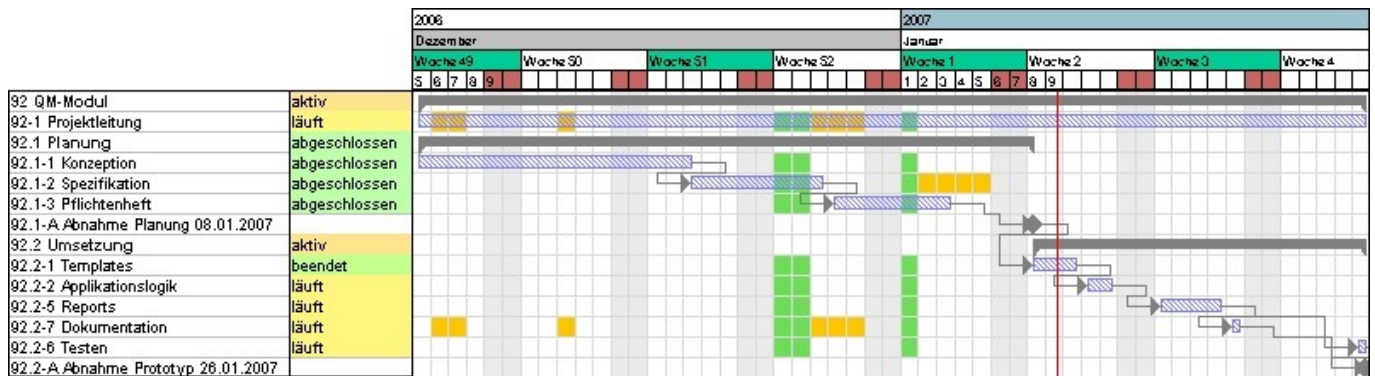 2006 2007
Dezember Januar
Woche 49 Woche 50 Woche 51 Woche 52 Woche 1 Woche 2 Woche 3 Woche 4
5 6 7 8 9 1 2 3 4 5 6 7 8 9
92 QM-Modul aktiv
92-1 Projektleitung läuft
92.1 Planung abgeschlossen
92.1-1 Konzeption abgeschlossen
92.1-2 Spezifikation abgeschlossen
92.1-3 Pflichtenheft abgeschlossen
92.1-A Abnahme Planung 08.01.2007
92.2 Umsetzung aktiv
92.2-1 Templates beendet
92.2-2 Applikationslogik läuft
92.2-5 Reports läuft
92.2-7 Dokumentation läuft
92.2-6 Testen läuft
92.2-A Abnahme Prototyp 26.01.2007